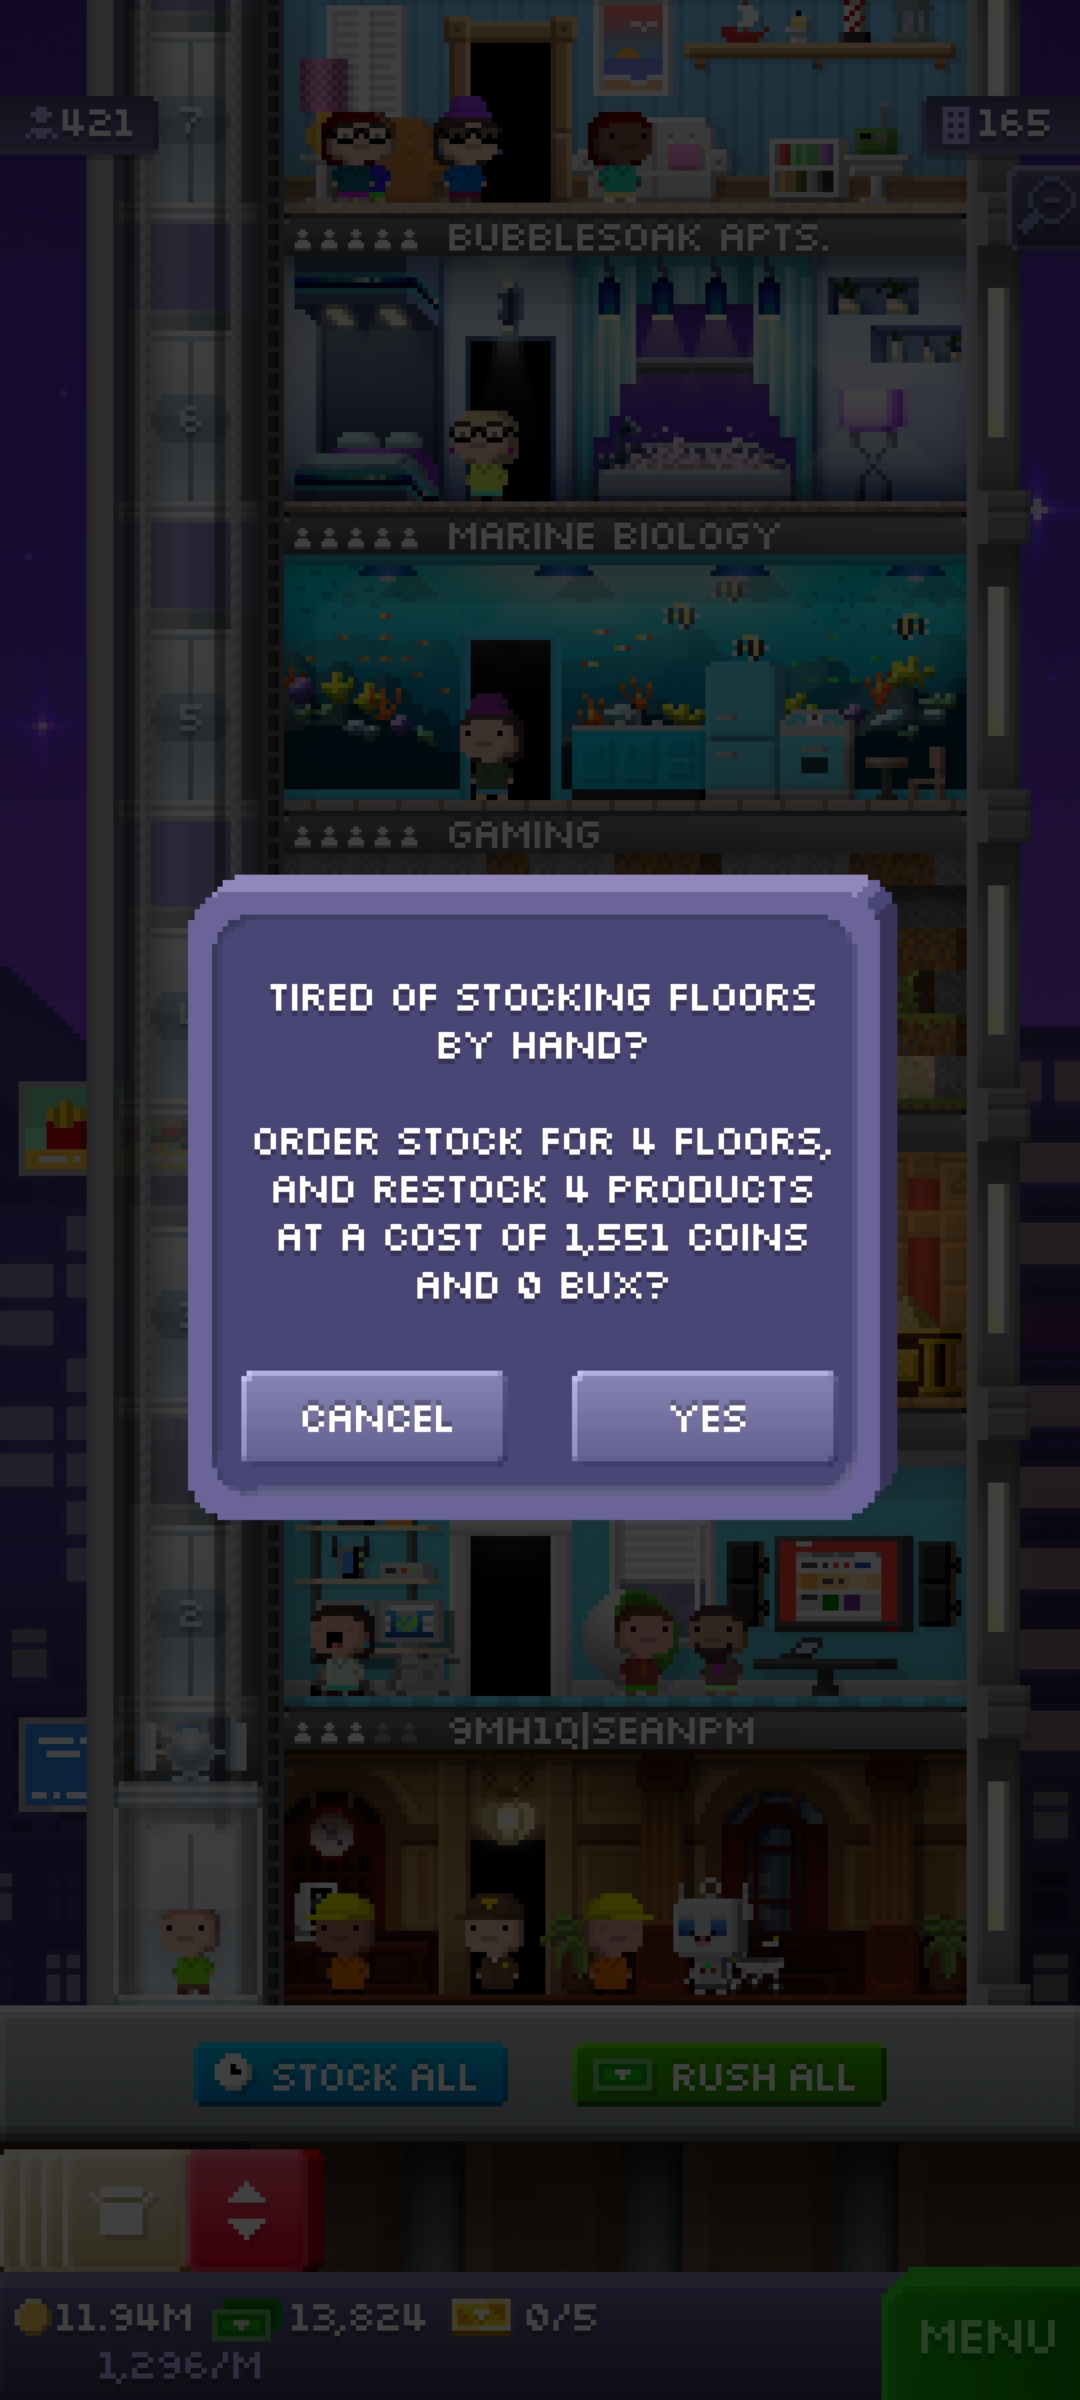 421
7
165
BUBBLESOAK APTS.
6
MARINE BIOLOGY
5
GAMING
TIRED OF STOCKING FLOORS
BY HAND?
ORDER STOCK FOR 4 FLOORS,
AND RESTOCK 4 PRODUCTS
AT A COST OF 1,551 COINS
AND 0 BUX?
CANCEL
YES
2
9MH1Q|SEANPM
STOCK ALL
RUSH ALL
11.94M
13,824
0/5
MENU
1,296/M